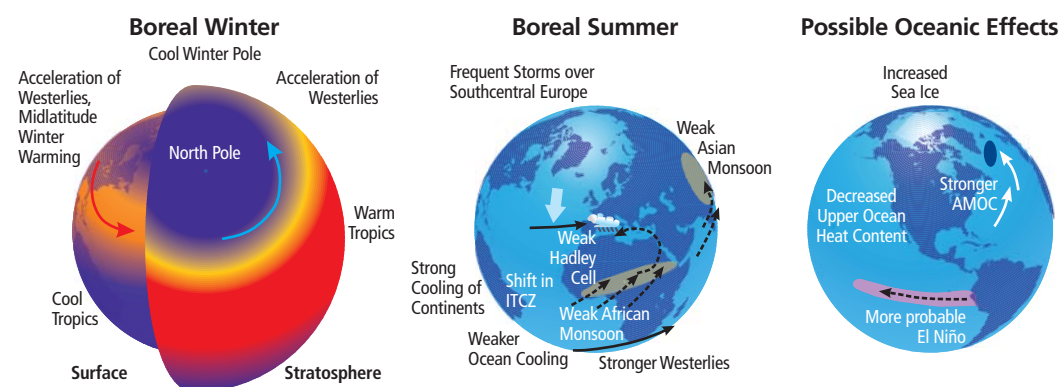 Boreal Winter
Cool Winter Pole
Acceleration of
Westerlies,
Midlatitude
Winter
Warming
Acceleration of
Westerlies
North Pole
Warm
Tropics
Cool
Tropics
Surface
Stratosphere
Boreal Summer
Frequent Storms over
Southcentral Europe
Weak
Asian
Monsoon
Weak
Hadley
Cell
Shift in
ITCZ
Strong
Cooling of
Continents
Weak African
Monsoon
Weaker
Ocean Cooling
Stronger Westerlies
Possible Oceanic Effects
Increased
Sea Ice
Stronger
AMOC
Decreased
Upper Ocean
Heat Content
More probable
El Niño